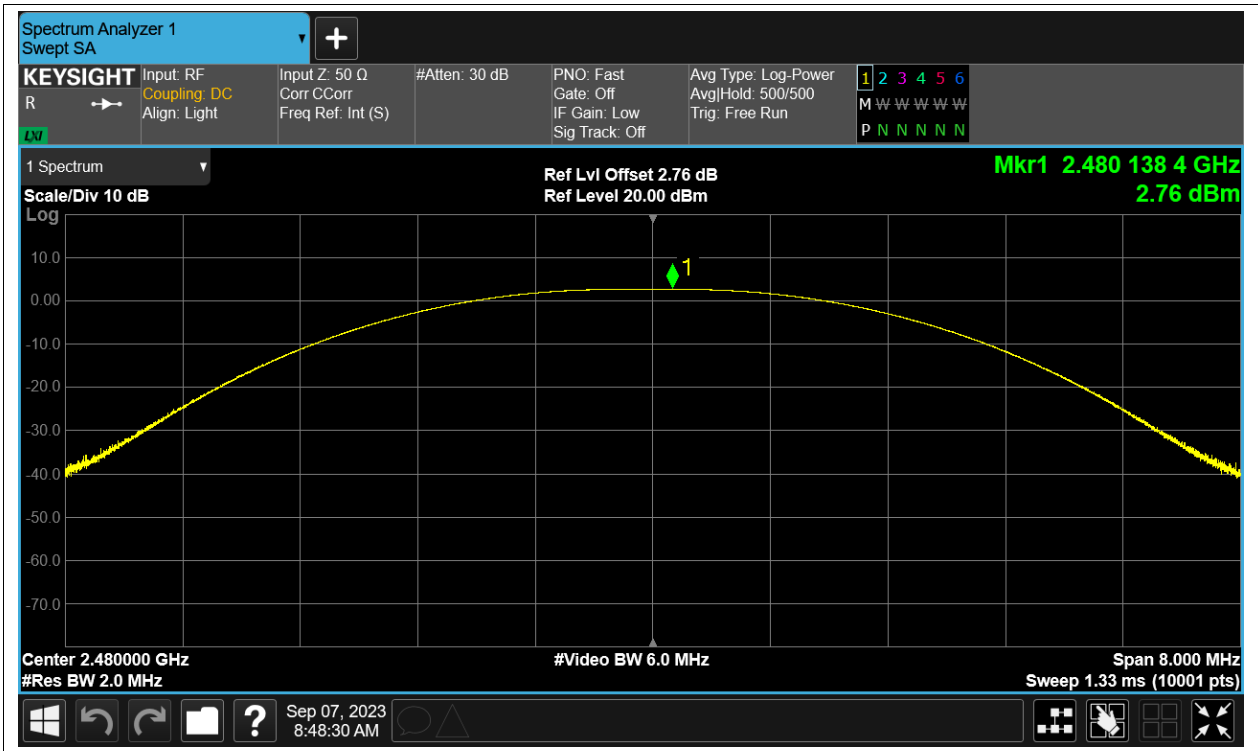 Spectrum Analyzer 1
Swept SA
+
KEYSIGHT
R
LXI
Input: RF
Coupling: DC
Align: Light
Input Z: 50 Ω
Corr CCorr
Freq Ref: Int (S)
#Atten: 30 dB
PNO: Fast
Gate: Off
IF Gain: Low
Sig Track: Off
Avg Type: Log-Power
Avg|Hold: 500/500
Trig: Free Run
1 2 3 4 5 6
M W W W W W W
P N N N N N N
1 Spectrum
Scale/Div 10 dB
Log
Ref Lvl Offset 2.76 dB
Ref Level 20.00 dBm
Mkr1 2.480 138 4 GHz
2.76 dBm
1
10.0
0.00
-10.0
-20.0
-30.0
-40.0
-50.0
-60.0
-70.0
Center 2.480000 GHz
#Video BW 6.0 MHz
Span 8.000 MHz
#Res BW 2.0 MHz
Sweep 1.33 ms (10001 pts)
?
Sep 07, 2023
8:48:30 AM